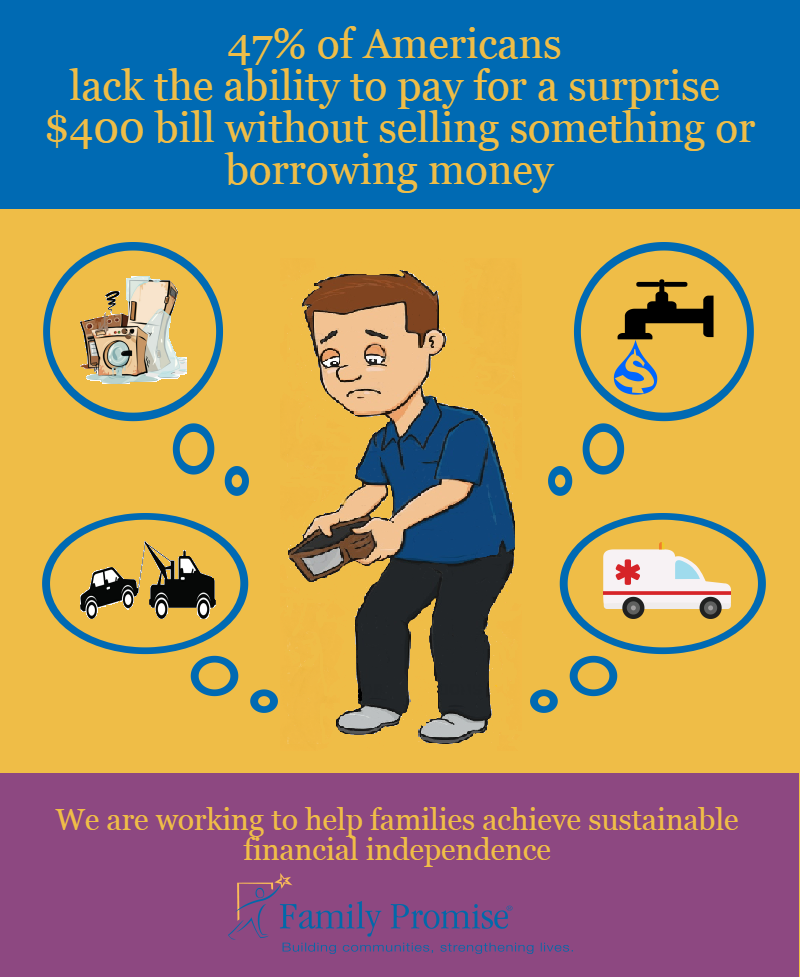 47% of Americans
lack the ability to pay for a surprise
$400 bill without selling something or
borrowing money
$
We are working to help families achieve sustainable
financial independence
Family Promise®
Building communities, strengthening lives.